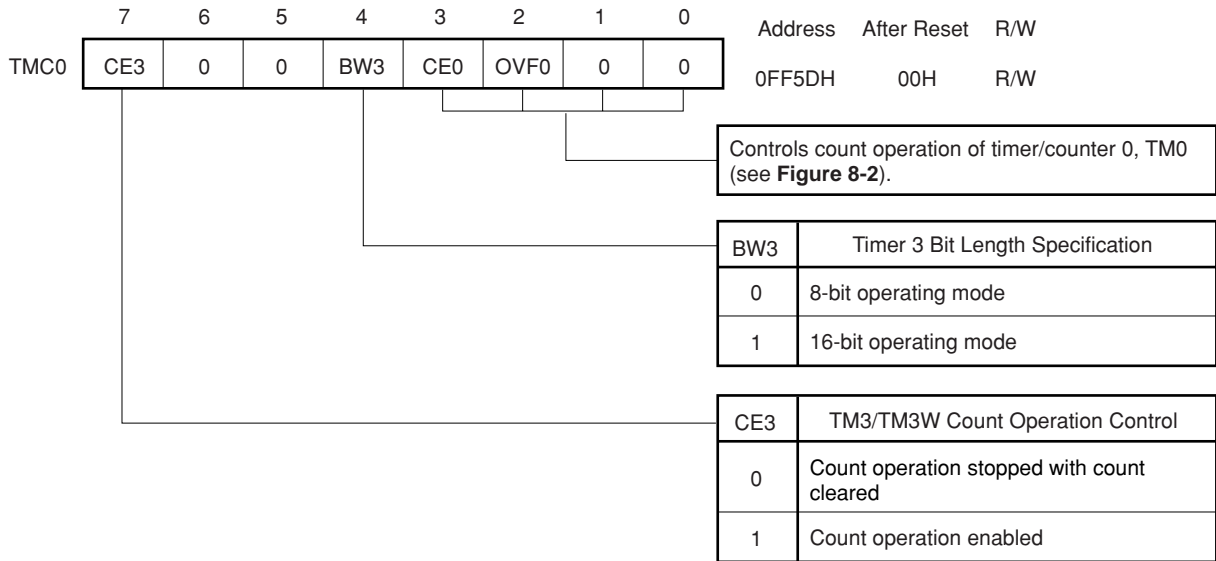 7 6 5 4 3 2 1 0 Address After Reset R/W
TMC0 CE3 0 0 BW3 CE0 OVF0 0 0 0FF5DH 00H R/W
Controls count operation of timer/counter 0, TM0
(see Figure 8-2).
BW3 Timer 3 Bit Length Specification
0 8-bit operating mode
1 16-bit operating mode
CE3 TM3/TM3W Count Operation Control
0 Count operation stopped with count
cleared
1 Count operation enabled